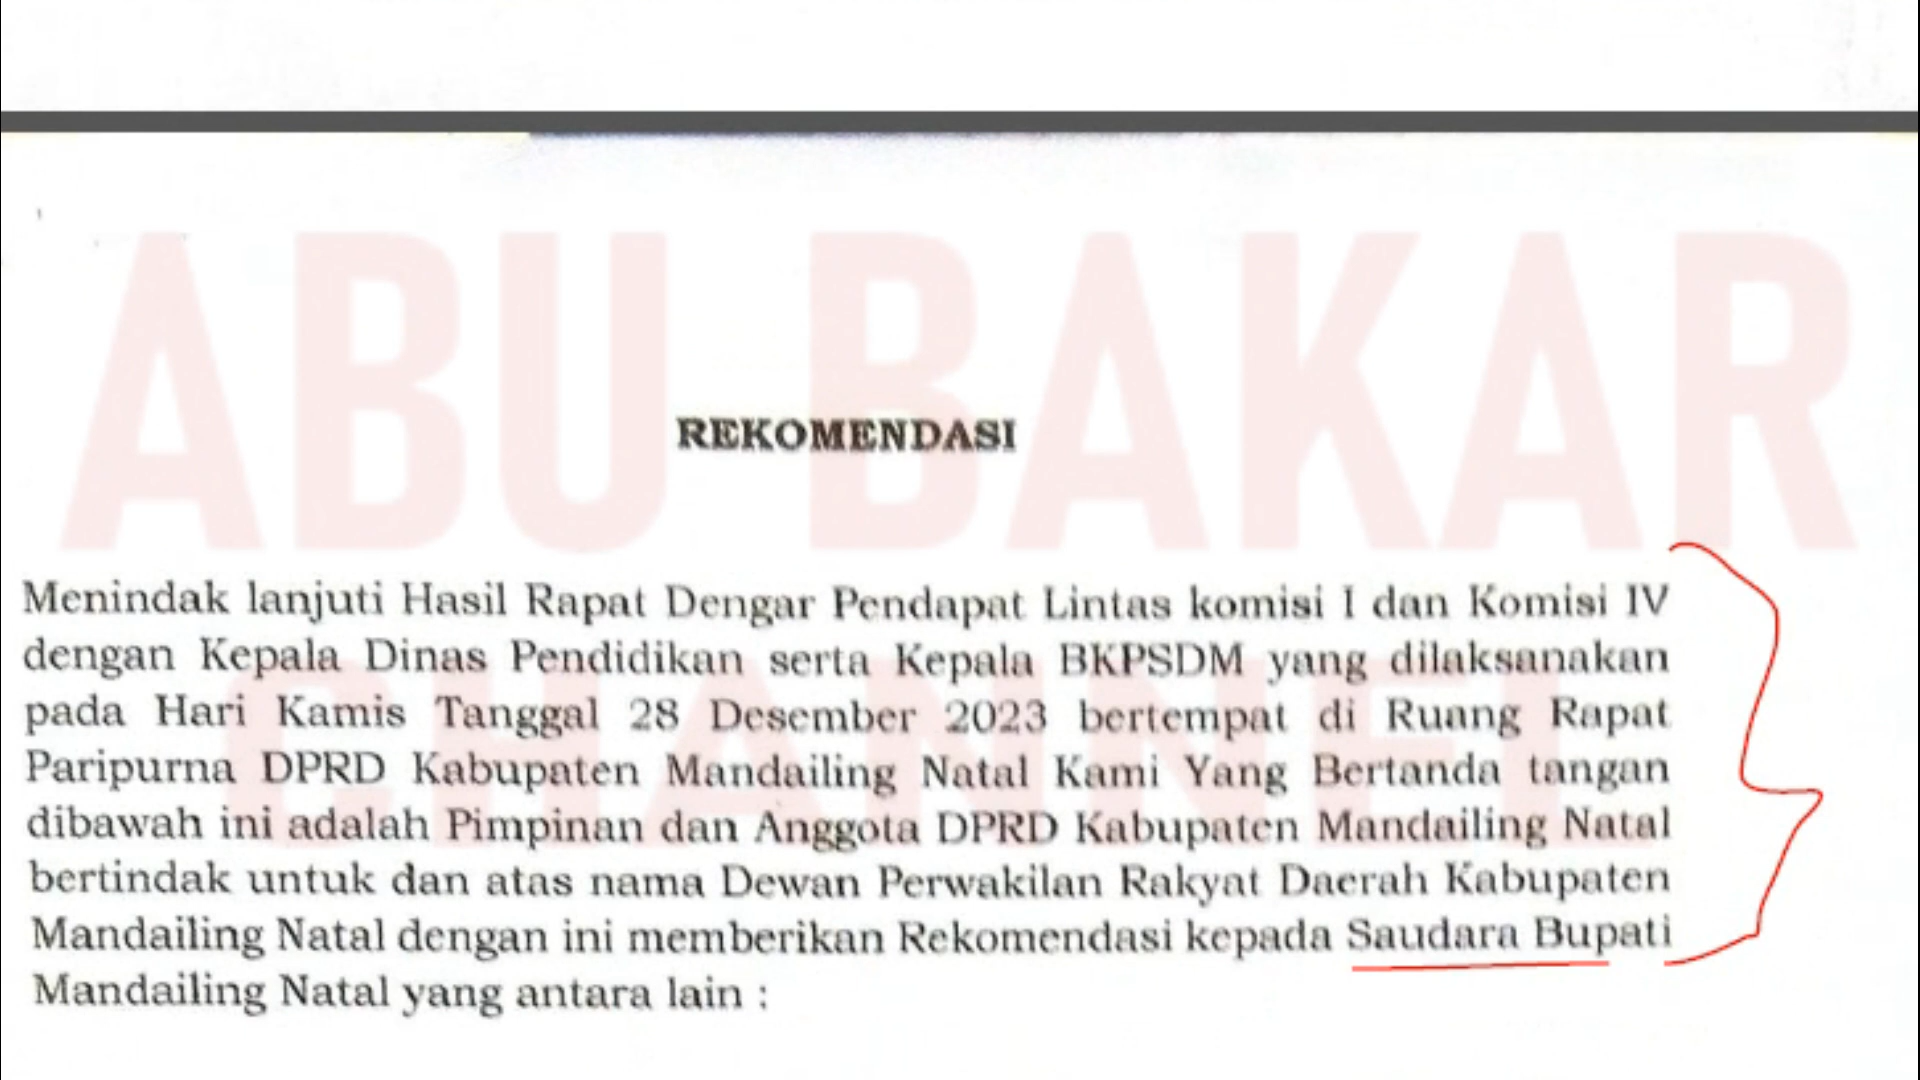 ABU BAKAR
CHANNEL
REKOMENDASI
Menindak lanjuti Hasil Rapat Dengar Pendapat Lintas komisi I dan Komisi IV
dengan Kepala Dinas Pendidikan serta Kepala BKPSDM yang dilaksanakan
pada Hari Kamis Tanggal 28 Desember 2023 bertempat di Ruang Rapat
Paripurna DPRD Kabupaten Mandailing Natal Kami Yang Bertanda tangan
dibawah ini adalah Pimpinan dan Anggota DPRD Kabupaten Mandailing Natal
bertindak untuk dan atas nama Dewan Perwakilan Rakyat Daerah Kabupaten
Mandailing Natal dengan ini memberikan Rekomendasi kepada Saudara Bupati
Mandailing Natal yang antara lain :